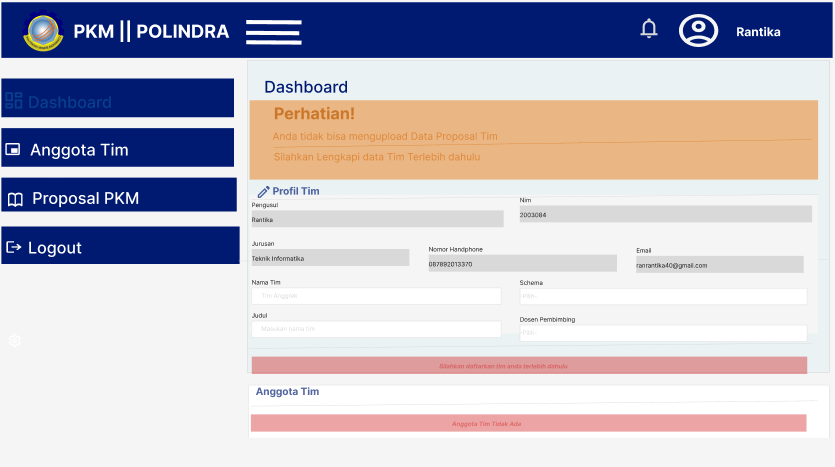 PKM || POLINDRA
Rantika
Dashboard
Anggota Tim
Proposal PKM
Logout
Dashboard
Perhatian!
Anda tidak bisa mengupload Data Proposal Tim
Silahkan Lengkapi data Tim Terlebih dahulu
Profil Tim
Pengusul
Nim
Rantika
2003084
Jurusan
Nomor Handphone
Email
Teknik Informatika
087892013370
ranrantika40@gmail.com
Nama Tim
Schema
Tim Anggrek
Judul
Dosen Pembimbing
Masukan nama tim
Silahkan daftarkan tim anda terlebih dahulu
Anggota Tim
Anggota Tim Tidak Ada